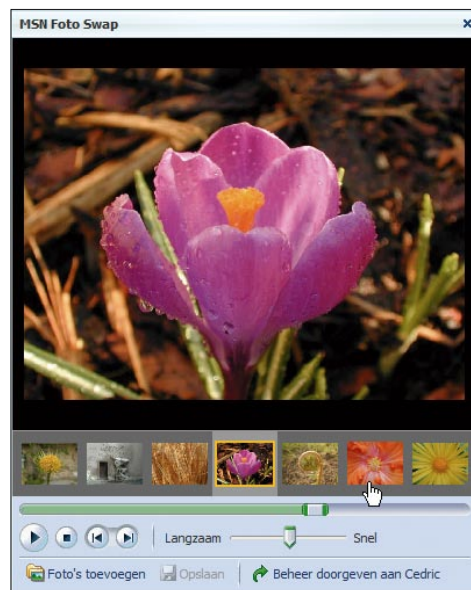 MSN Foto Swap
Langzaam Snel
Foto's toevoegen Opslaan Beheer doorgeven aan Cedric